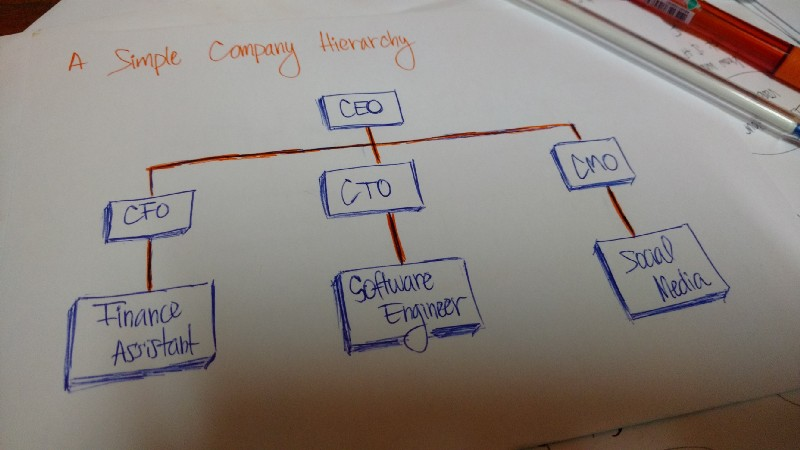 A Simple Company Hierarchy
CEO
CFO
CTO
CMO
Finance
Assistant
Software
Engineer
Social
Media